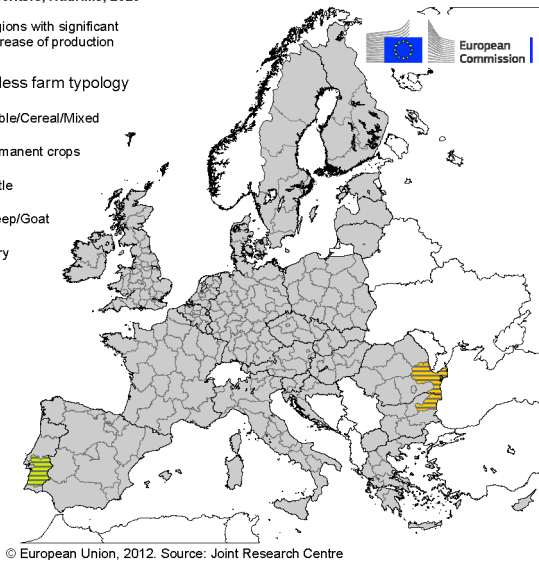 gions with significant
rease of production
less farm typology
ble/Cereal/Mixed
manent crops
tle
eep/Goat
ry
European
Commission
© European Union, 2012. Source: Joint Research Centre